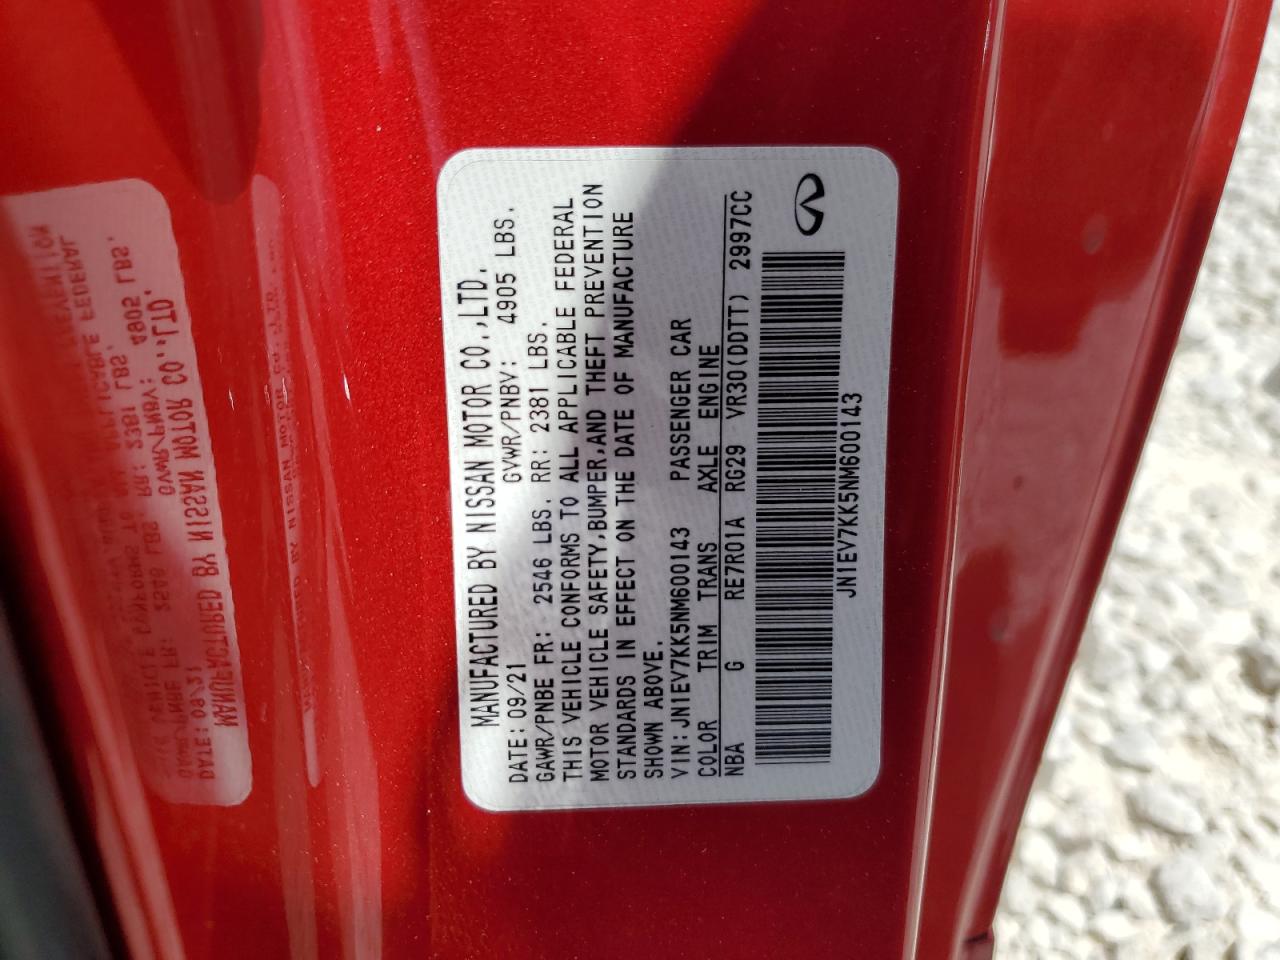 MANUFACTURED BY NISSAN MOTOR CO.,LTD.
DATE: 09/21 GVWR/PNBV: 4905 LBS.
GAWR/PNBE FR: 2546 LBS. RR: 2381 LBS.
THIS VEHICLE CONFORMS TO ALL APPLICABLE FEDERAL
MOTOR VEHICLE SAFETY,BUMPER,AND THEFT PREVENTION
STANDARDS IN EFFECT ON THE DATE OF MANUFACTURE
SHOWN ABOVE.
VIN:JN1EV7KK5NM600143 PASSENGER CAR
COLOR TRIM TRANS AXLE ENGINE
NBA G RE7R01A RG29 VR30(DDTT) 2997CC
JN1EV7KK5NM600143